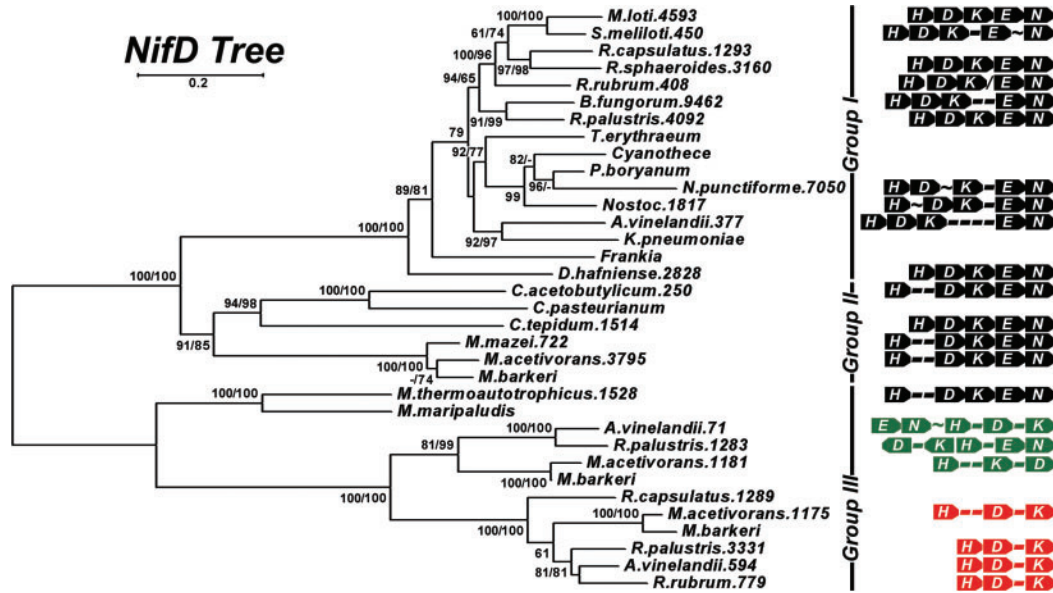 NifD Tree
0.2
100/100
M.loti.4593
H D K E N
61/74
S.meliloti.450
H D K - E ~ N
100/96
R.capsulatus.1293
97/98
R.sphaeroides.3160
H D K E N
94/65
R.rubrum.408
H D K / E N
B.fungorum.9462
H D K -- E N
91/99
R.palustris.4092
H D K E N
79
T.erythraeum
92/77
82/-
Cyanothece
P.boryanum
96/-
N.punctiforme.7050
H D ~ K - E N
89/81
99
Nostoc.1817
H ~ D K - E N
100/100
A.vinelandii.377
H D K ---- E N
92/97
K.pneumoniae
Frankia
100/100
D.hafniense.2828
H D K E N
100/100
C.acetobutylicum.250
H -- D K E N
94/98
C.pasteurianum
C.tepidum.1514
H D K E N
91/85
M.mazei.722
H -- D K E N
100/100
M.acetivorans.3795
H -- D K E N
-/74
M.barkeri
100/100
M.thermoautotrophicus.1528
H -- D K E N
M.maripaludis
100/100
A.vinelandii.71
E N ~ H - D - K
81/99
R.palustris.1283
D - K H - E N
M.acetivorans.1181
H -- K - D
100/100
M.barkeri
100/100
R.capsulatus.1289
H -- D - K
100/100
M.acetivorans.1175
100/100
M.barkeri
61
R.palustris.3331
H D - K
81/81
A.vinelandii.594
H D - K
R.rubrum.779
H D - K
Group I
Group II
Group III